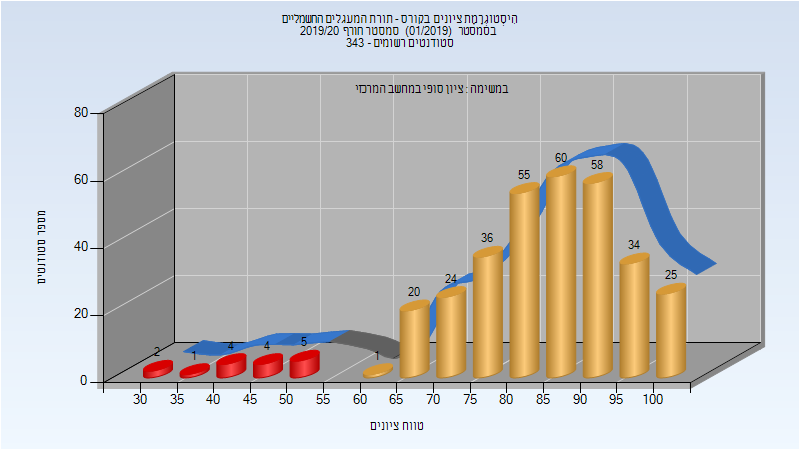 היסטוגרמת ציונים בקורס - תורת המעגלים החשמליים
בסמסטר (01/2019) סמסטר חורף 2019/20
סטודנטים רשומים - 343
במשימה : ציון סופי במחשב המרכזי
80
60
40
20
0
מספר סטודנטים
2
1
4
4
5
1
20
24
36
55
60
58
34
25
30 35 40 45 50 55 60 65 70 75 80 85 90 95 100
טווח ציונים